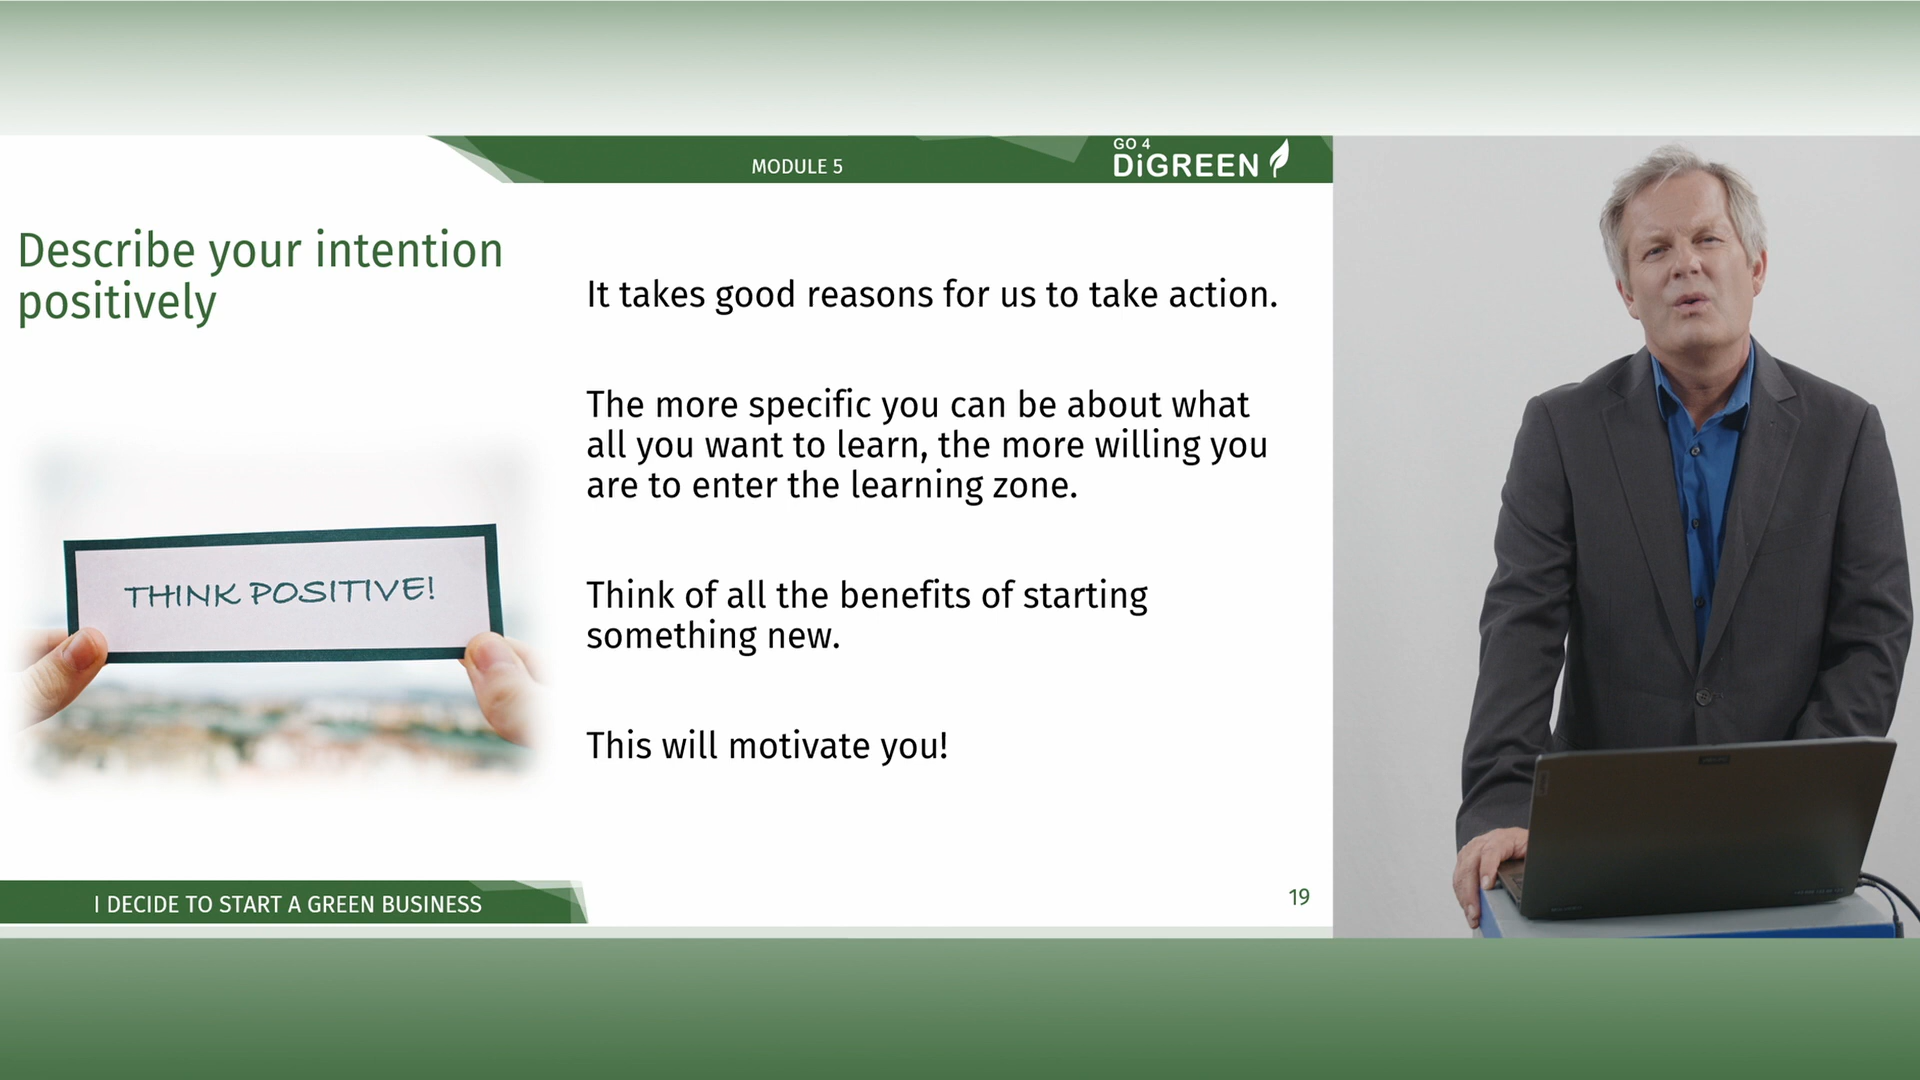 MODULE 5
GO 4
DiGREEN
Describe your intention
positively
It takes good reasons for us to take action.
The more specific you can be about what
all you want to learn, the more willing you
are to enter the learning zone.
Think of all the benefits of starting
something new.
This will motivate you!
THINK POSITIVE!
I DECIDE TO START A GREEN BUSINESS
19